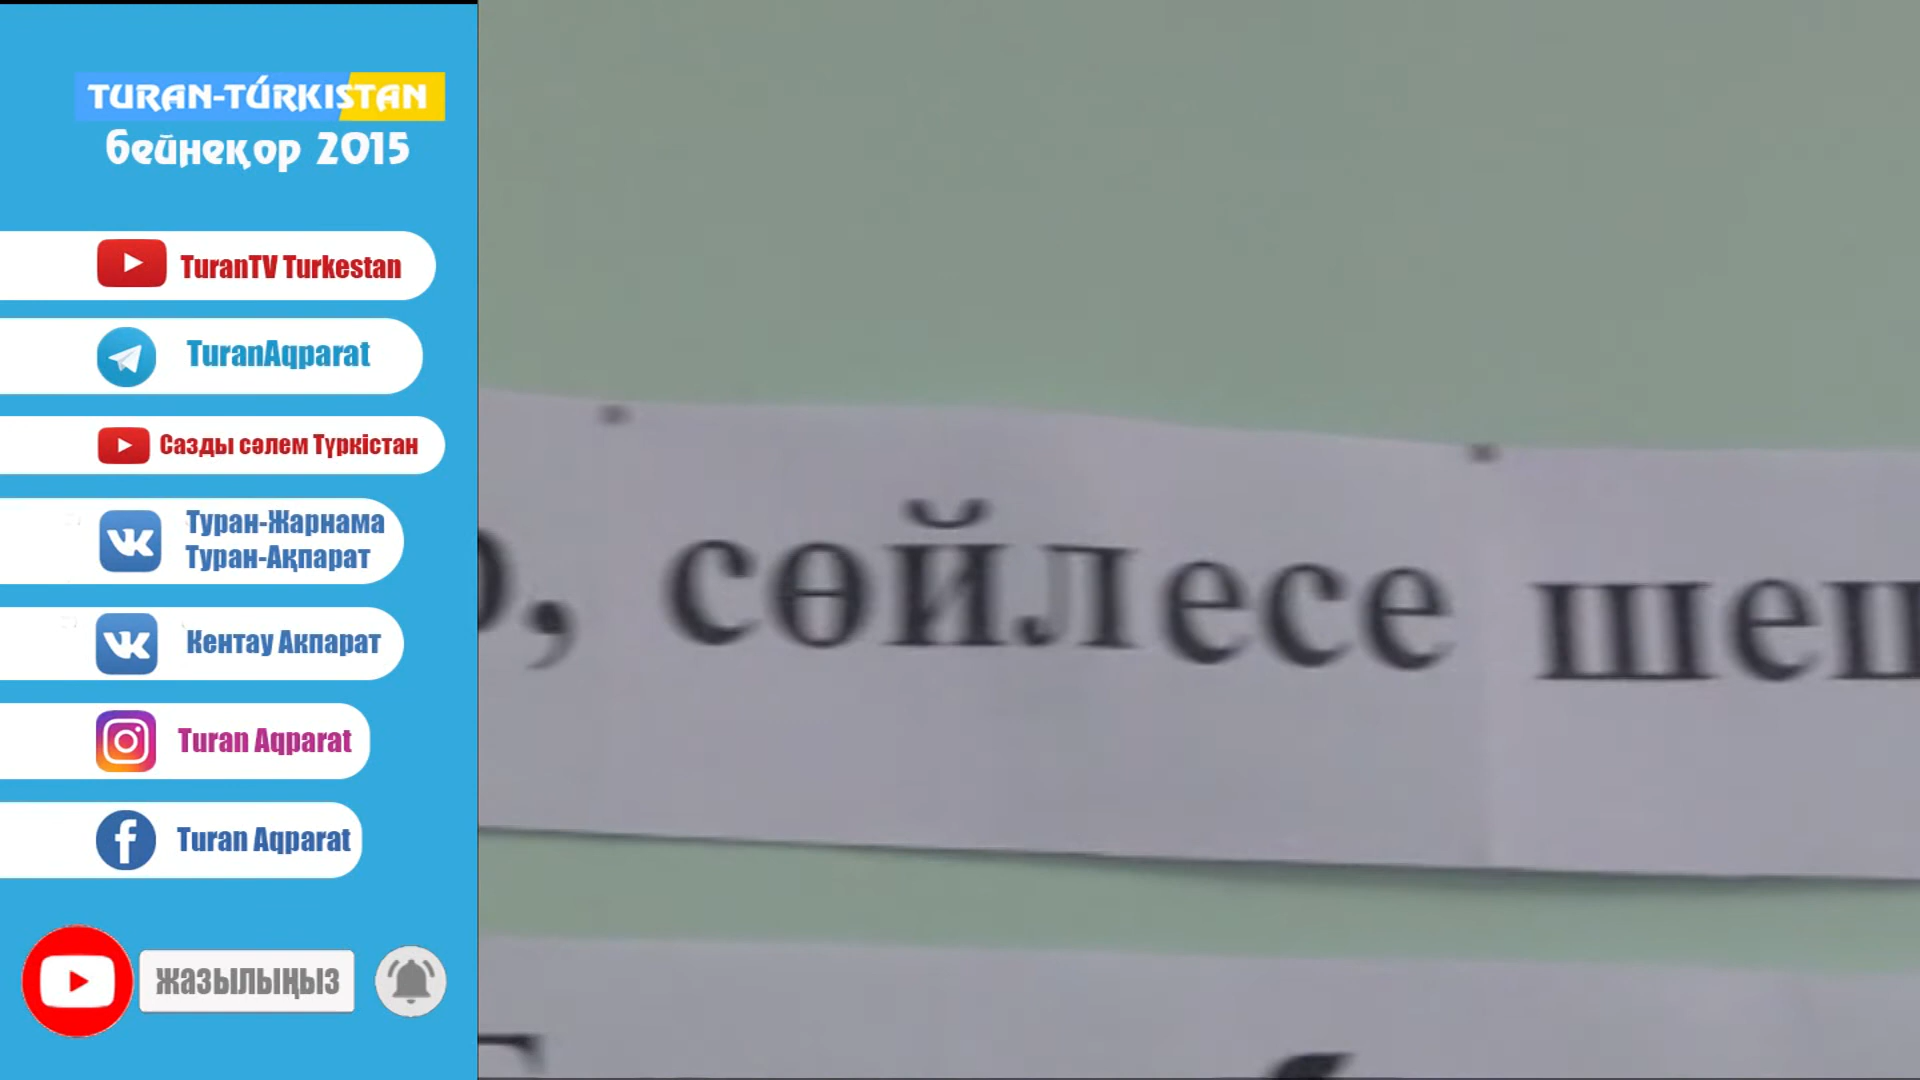 TURAN-TÚRKISTAN
бейнеқор 2015
TuranTV Turkestan
TuranAqparat
Сазды сәлем Түркістан
Туран-Жарнама
Туран-Ақпарат
Кентау Акпарат
Turan Aqparat
Turan Aqparat
ЖАЗЫЛЫҢЫЗ
, сөйлесе